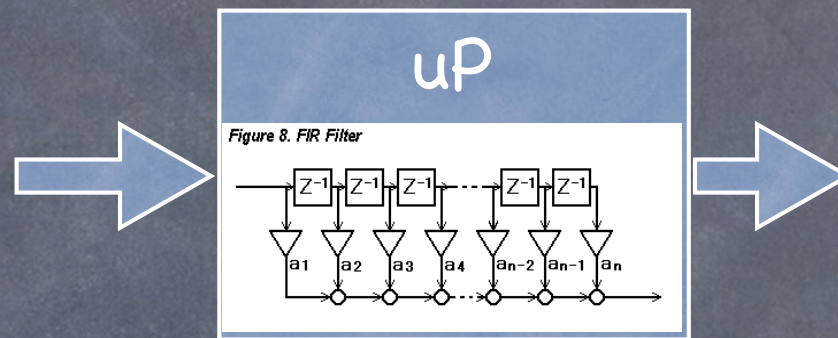 uP
Figure 8. FIR Filter
Z⁻¹ Z⁻¹ Z⁻¹ Z⁻¹ Z⁻¹
a1 a2 a3 a4 an-2 an-1 an